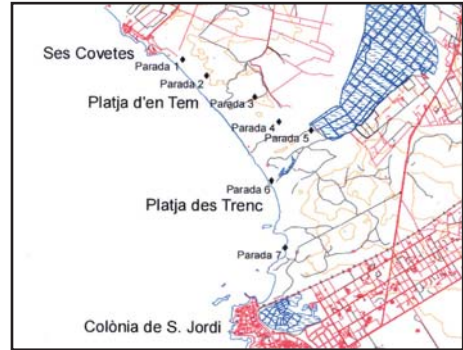 Ses Covetes
Parada 1
Parada 2
Platja d'en Tem
Parada 3
Parada 4
Parada 5
Parada 6
Platja des Trenc
Parada 7
Colònia de S. Jordi